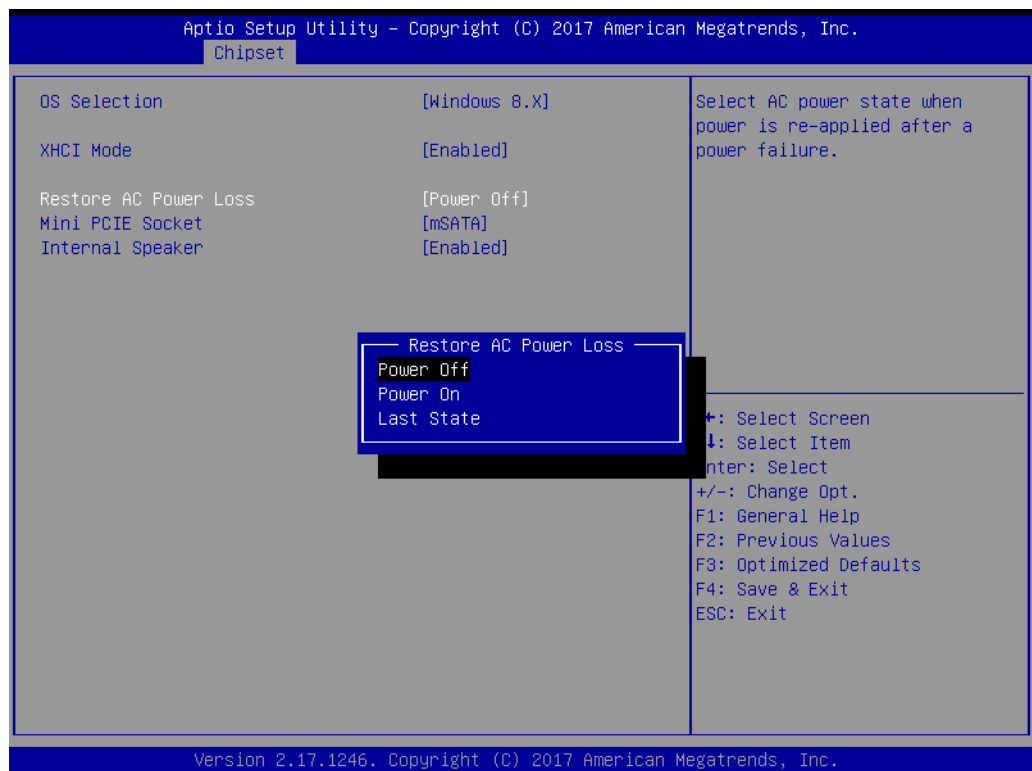 Aptio Setup Utility – Copyright (C) 2017 American Megatrends, Inc.
Chipset
OS Selection [Windows 8.X]
XHCI Mode [Enabled]
Restore AC Power Loss [Power Off]
Mini PCIE Socket [mSATA]
Internal Speaker [Enabled]
Select AC power state when
power is re-applied after a
power failure.
Restore AC Power Loss
Power Off
Power On
Last State
←: Select Screen
↓: Select Item
nter: Select
+/-: Change Opt.
F1: General Help
F2: Previous Values
F3: Optimized Defaults
F4: Save & Exit
ESC: Exit
Version 2.17.1246. Copyright (C) 2017 American Megatrends, Inc.